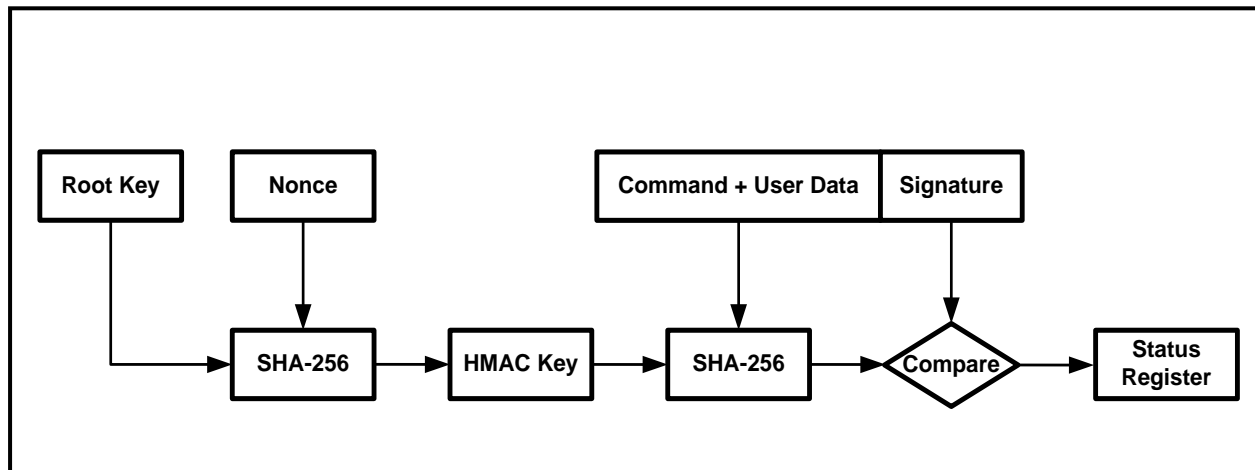 Root Key
Nonce
Command + User Data
Signature
SHA-256
HMAC Key
SHA-256
Compare
Status
Register